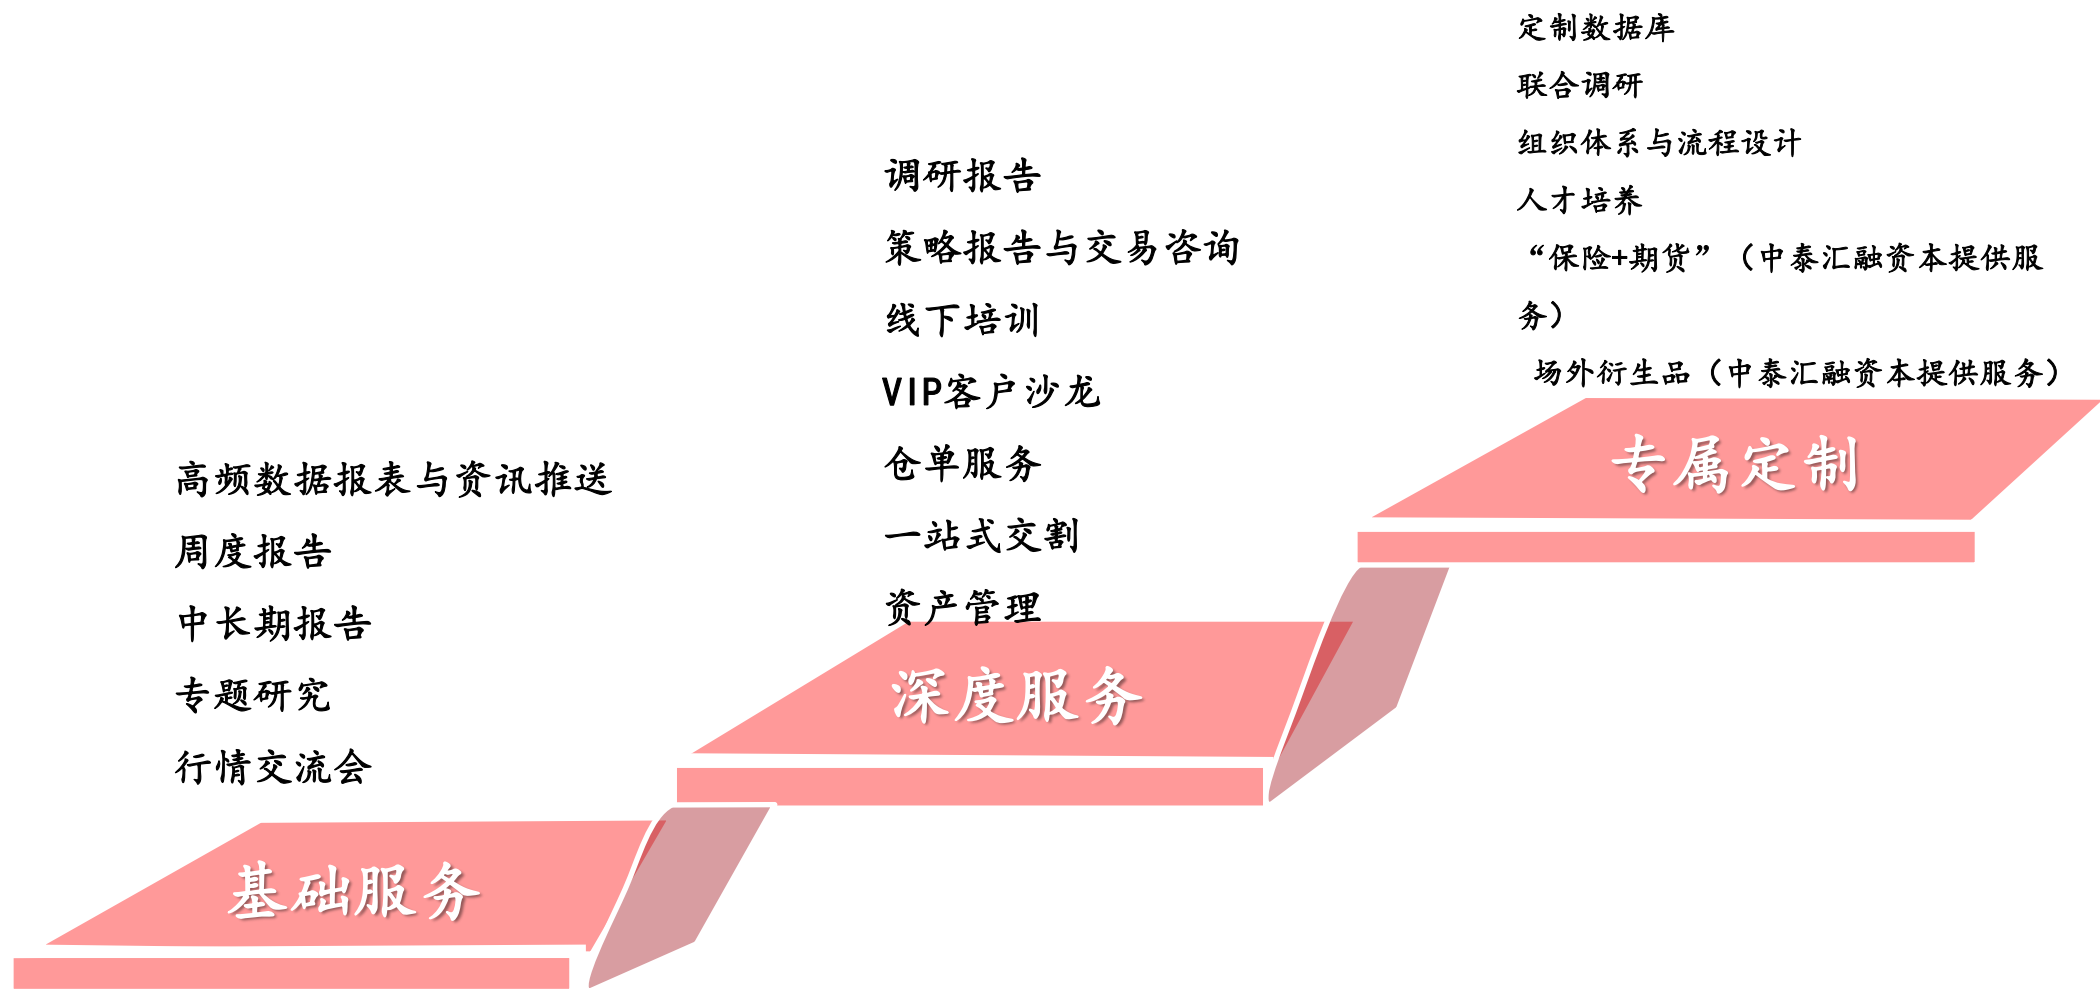 高频数据报表与资讯推送
周度报告
中长期报告
专题研究
行情交流会
基础服务
调研报告
策略报告与交易咨询
线下培训
VIP客户沙龙
仓单服务
一站式交割
资产管理
深度服务
定制数据库
联合调研
组织体系与流程设计
人才培养
“保险+期货”（中泰汇融资本提供服
务）
场外衍生品（中泰汇融资本提供服务）
专属定制